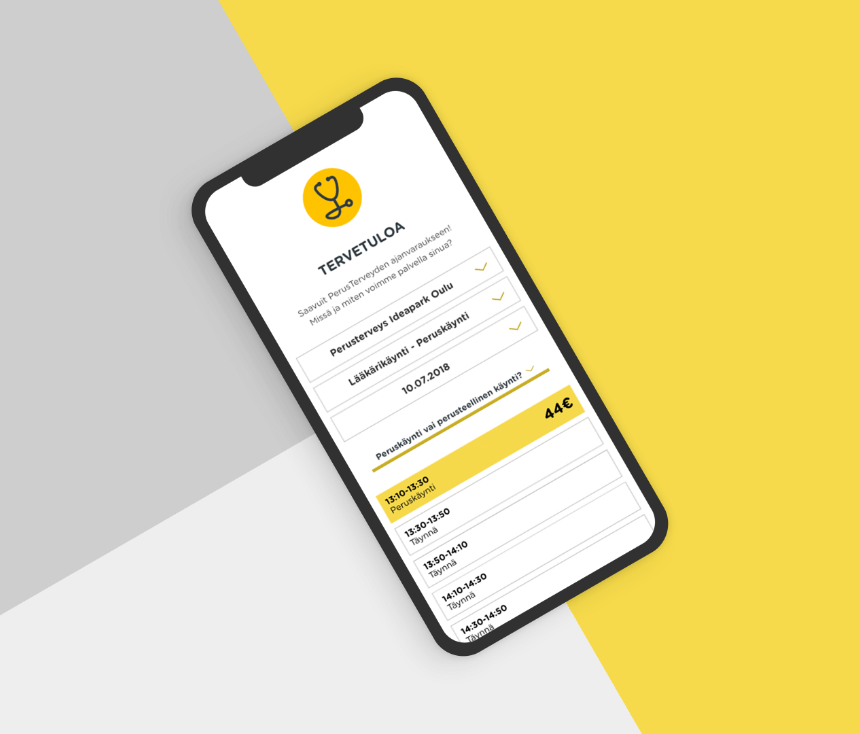 TERVETULOA
Saavuit PerusTerveyden ajanvaraukseen!
Missä ja miten voimme palvella sinua?
Perusterveys Ideapark Oulu
Lääkärikäynti - Peruskäynti
10.07.2018
Peruskäynti vai perusteellinen käynti?
44€
13:10-13:30
Peruskäynti
13:30-13:50
Täynnä
13:50-14:10
Täynnä
14:10-14:30
Täynnä
14:30-14:50
Täynnä